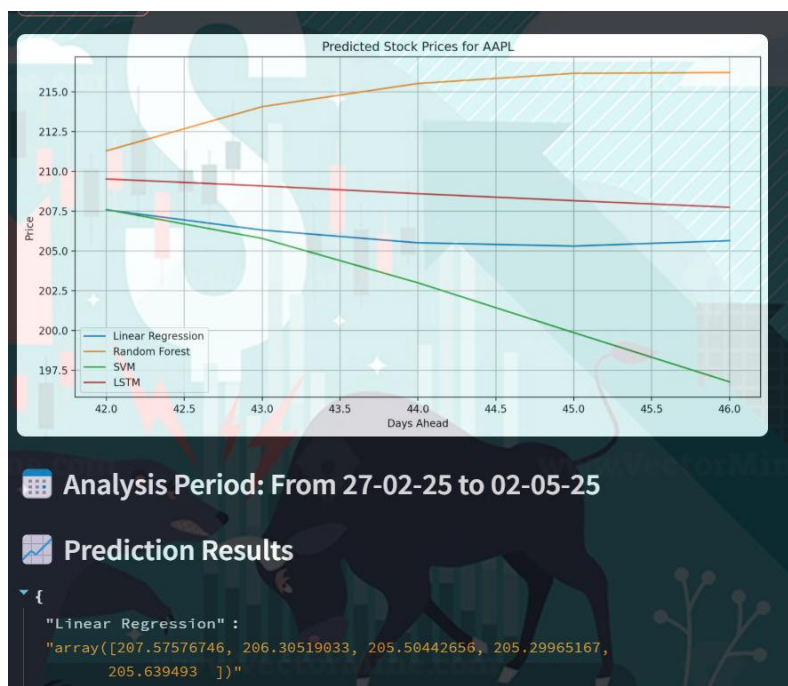 Predicted Stock Prices for AAPL
215.0
212.5
210.0
207.5
205.0
202.5
200.0
197.5
Price
Linear Regression
Random Forest
SVM
LSTM
42.0 42.5 43.0 43.5 44.0 44.5 45.0 45.5 46.0
Days Ahead
Analysis Period: From 27-02-25 to 02-05-25
Prediction Results
{
"Linear Regression" :
"array([207.57576746, 206.30519033, 205.50442656, 205.29965167,
205.639493 ])"